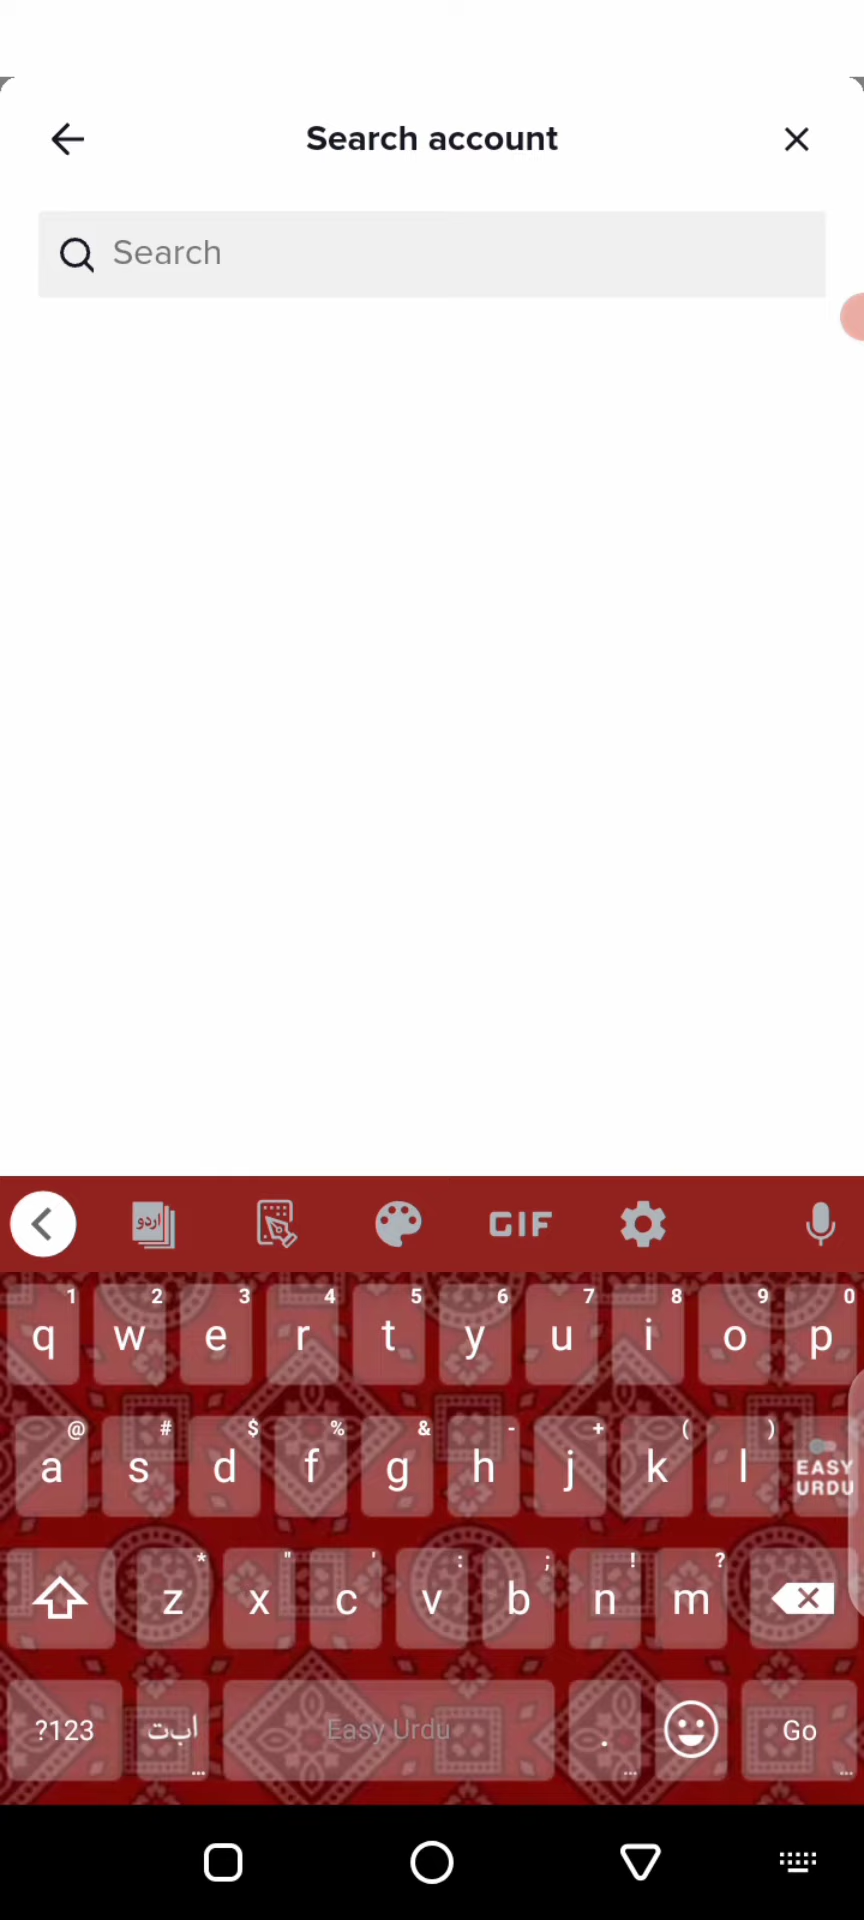 Search account
Search
اردو
GIF
1 2 3 4 5 6 7 8 9 0
q w e r t y u i o p
@ # $ % & - + ( )
a s d f g h j k l EASY URDU
* " ' : ; ! ?
z x c v b n m
?123 ا ب ت Easy Urdu . Go